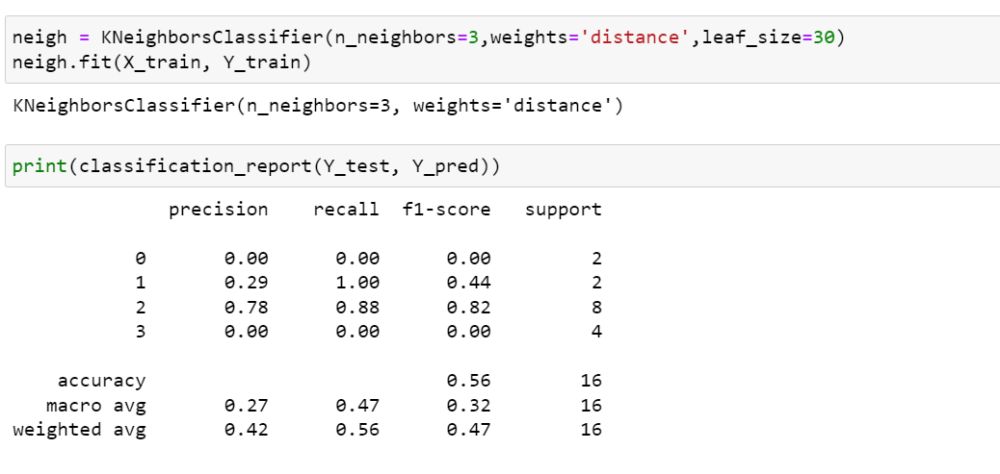 neigh = KNeighborsClassifier(n_neighbors=3,weights='distance',leaf_size=30)
neigh.fit(X_train, Y_train)
KNeighborsClassifier(n_neighbors=3, weights='distance')
print(classification_report(Y_test, Y_pred))
precision recall f1-score support
0 0.00 0.00 0.00 2
1 0.29 1.00 0.44 2
2 0.78 0.88 0.82 8
3 0.00 0.00 0.00 4
accuracy 0.56 16
macro avg 0.27 0.47 0.32 16
weighted avg 0.42 0.56 0.47 16